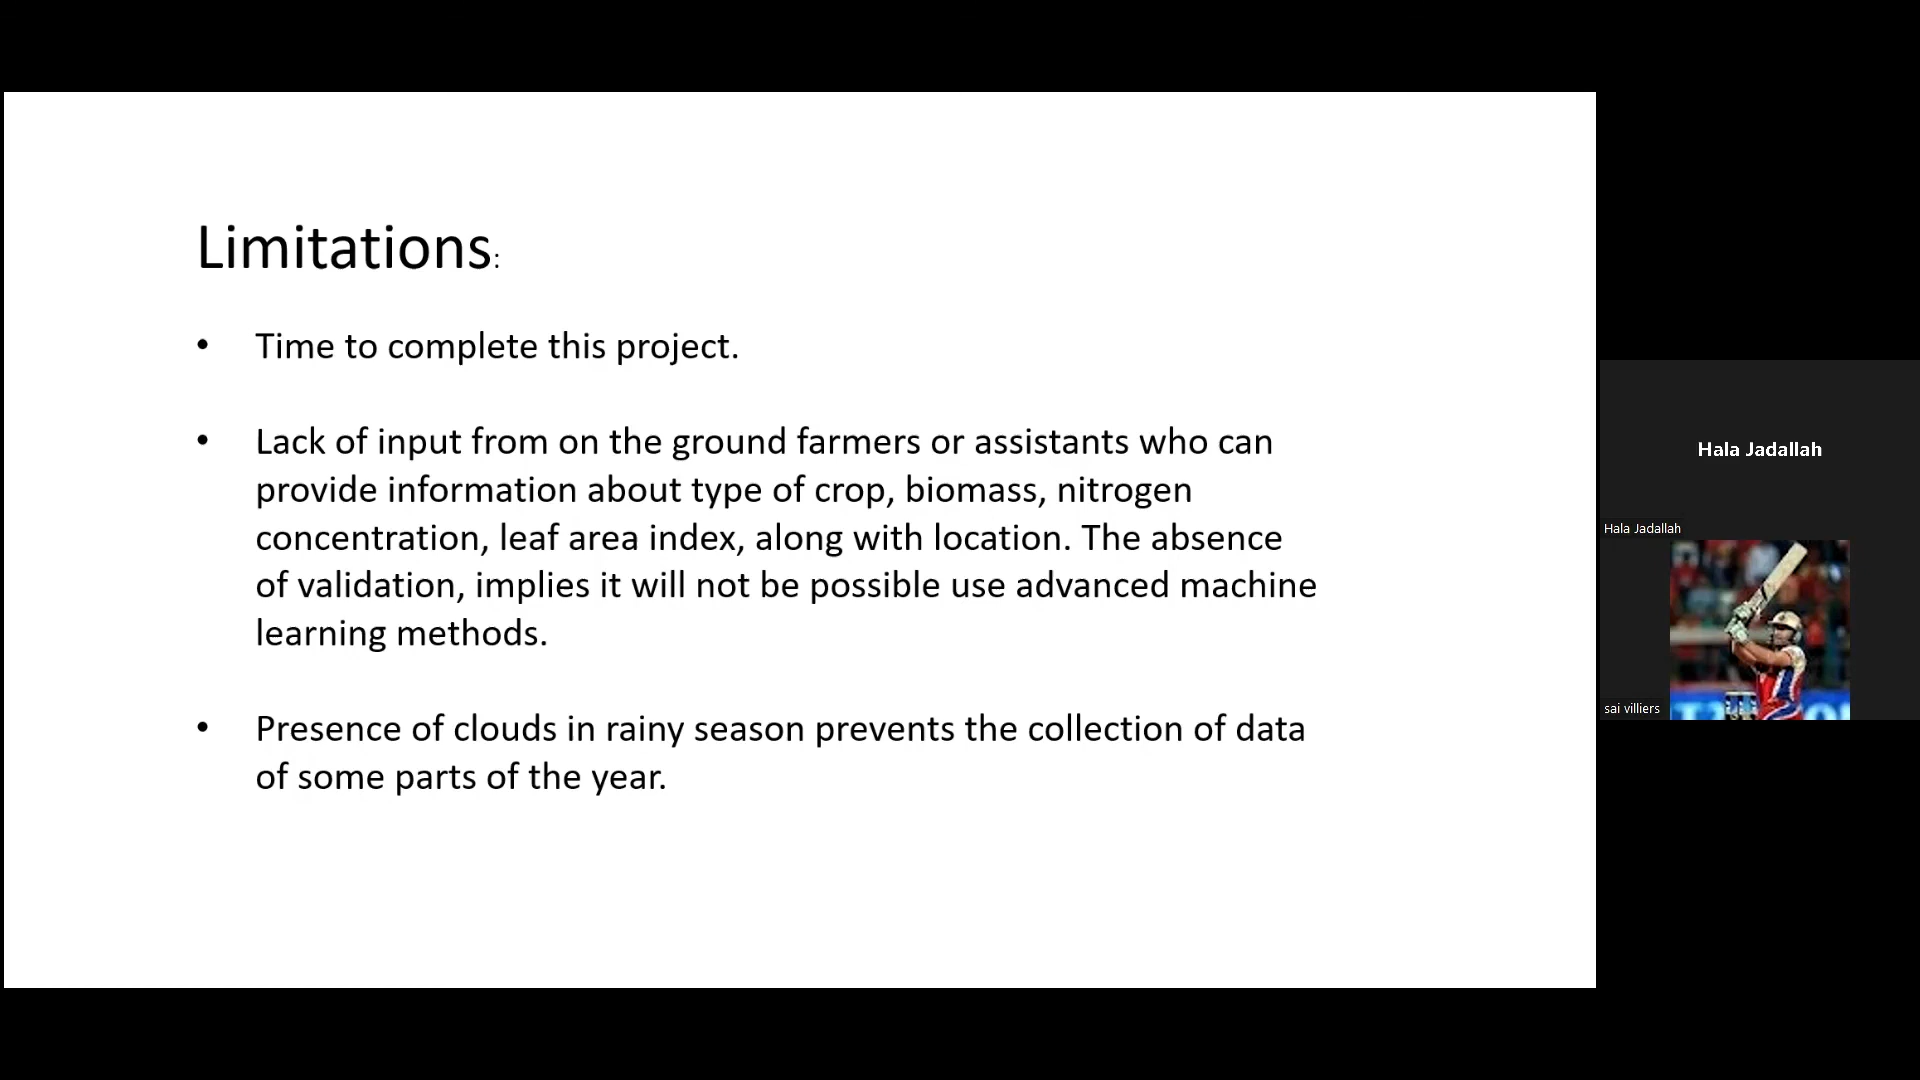 Limitations:
• Time to complete this project.
• Lack of input from on the ground farmers or assistants who can
provide information about type of crop, biomass, nitrogen
concentration, leaf area index, along with location. The absence
of validation, implies it will not be possible use advanced machine
learning methods.
• Presence of clouds in rainy season prevents the collection of data
of some parts of the year.
Hala Jadallah
Hala Jadallah
sai villiers